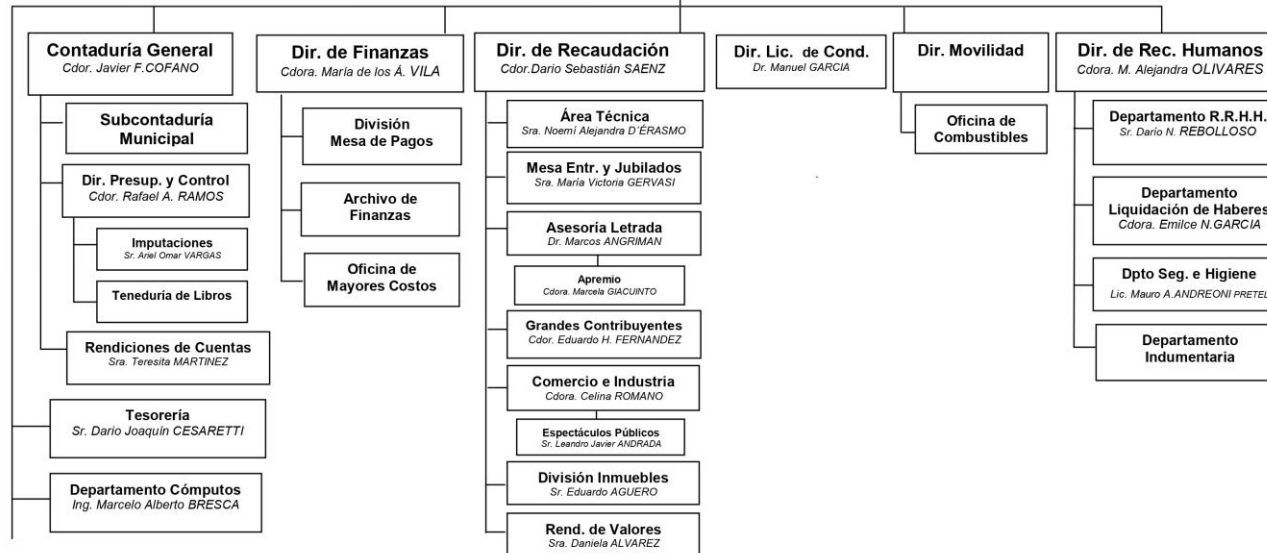 Contaduría General
Cdor. Javier F.COFANO
Subcontaduría
Municipal
Dir. Presup. y Control
Cdor. Rafael A. RAMOS
Imputaciones
Sr. Ariel Omar VARGAS
Teneduría de Libros
Rendiciones de Cuentas
Sra. Teresita MARTINEZ
Tesorería
Sr. Dario Joaquín CESARETTI
Departamento Cómputos
Ing. Marcelo Alberto BRESCA
Dir. de Finanzas
Cdora. María de los Á. VILA
División
Mesa de Pagos
Archivo de
Finanzas
Oficina de
Mayores Costos
Dir. de Recaudación
Cdor.Dario Sebastián SAENZ
Área Técnica
Sra. Noemí Alejandra D´ÉRASMO
Mesa Entr. y Jubilados
Sra. María Victoria GERVASI
Asesoría Letrada
Dr. Marcos ANGRIMAN
Apremio
Cdora. Marcela GIACUINTO
Grandes Contribuyentes
Cdor. Eduardo H. FERNANDEZ
Comercio e Industria
Cdora. Celina ROMANO
Espectáculos Públicos
Sr. Leandro Javier ANDRADA
División Inmuebles
Sr. Eduardo AGUERO
Rend. de Valores
Sra. Daniela ALVAREZ
Dir. Lic. de Cond.
Dr. Manuel GARCIA
Dir. Movilidad
Oficina de
Combustibles
Dir. de Rec. Humanos
Cdora. M. Alejandra OLIVARES
Departamento R.R.H.H.
Sr. Darío N. REBOLLOSO
Departamento
Liquidación de Haberes
Cdora. Emilce N.GARCIA
Dpto Seg. e Higiene
Lic. Mauro A.ANDREONI PRETEL
Departamento
Indumentaria